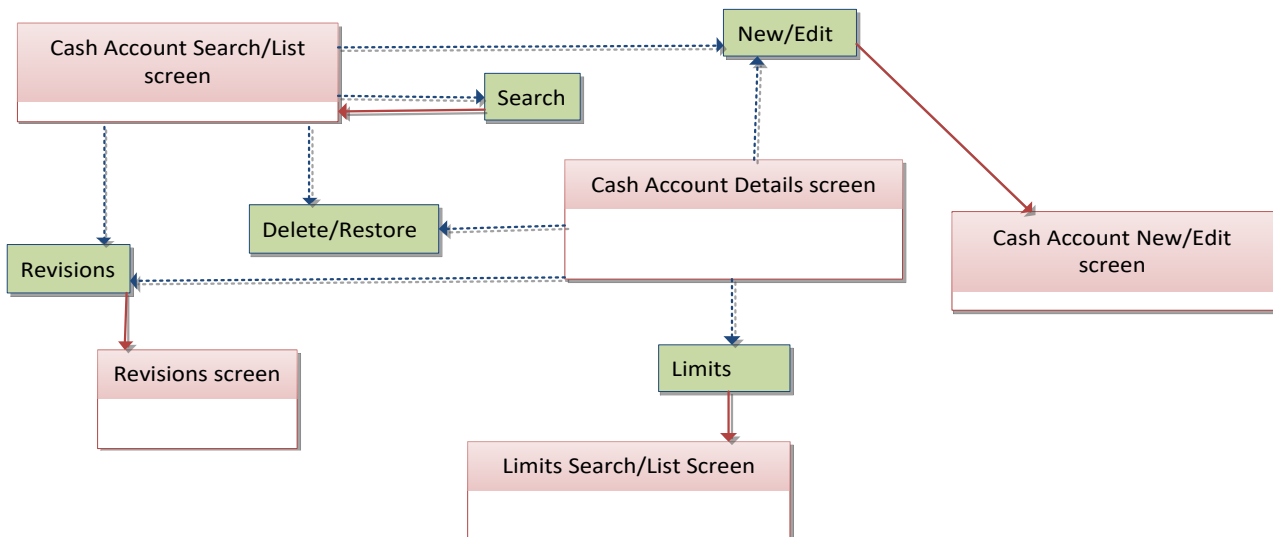 Cash Account Search/List
screen
New/Edit
Search
Cash Account Details screen
Delete/Restore
Cash Account New/Edit
screen
Revisions
Limits
Revisions screen
Limits Search/List Screen